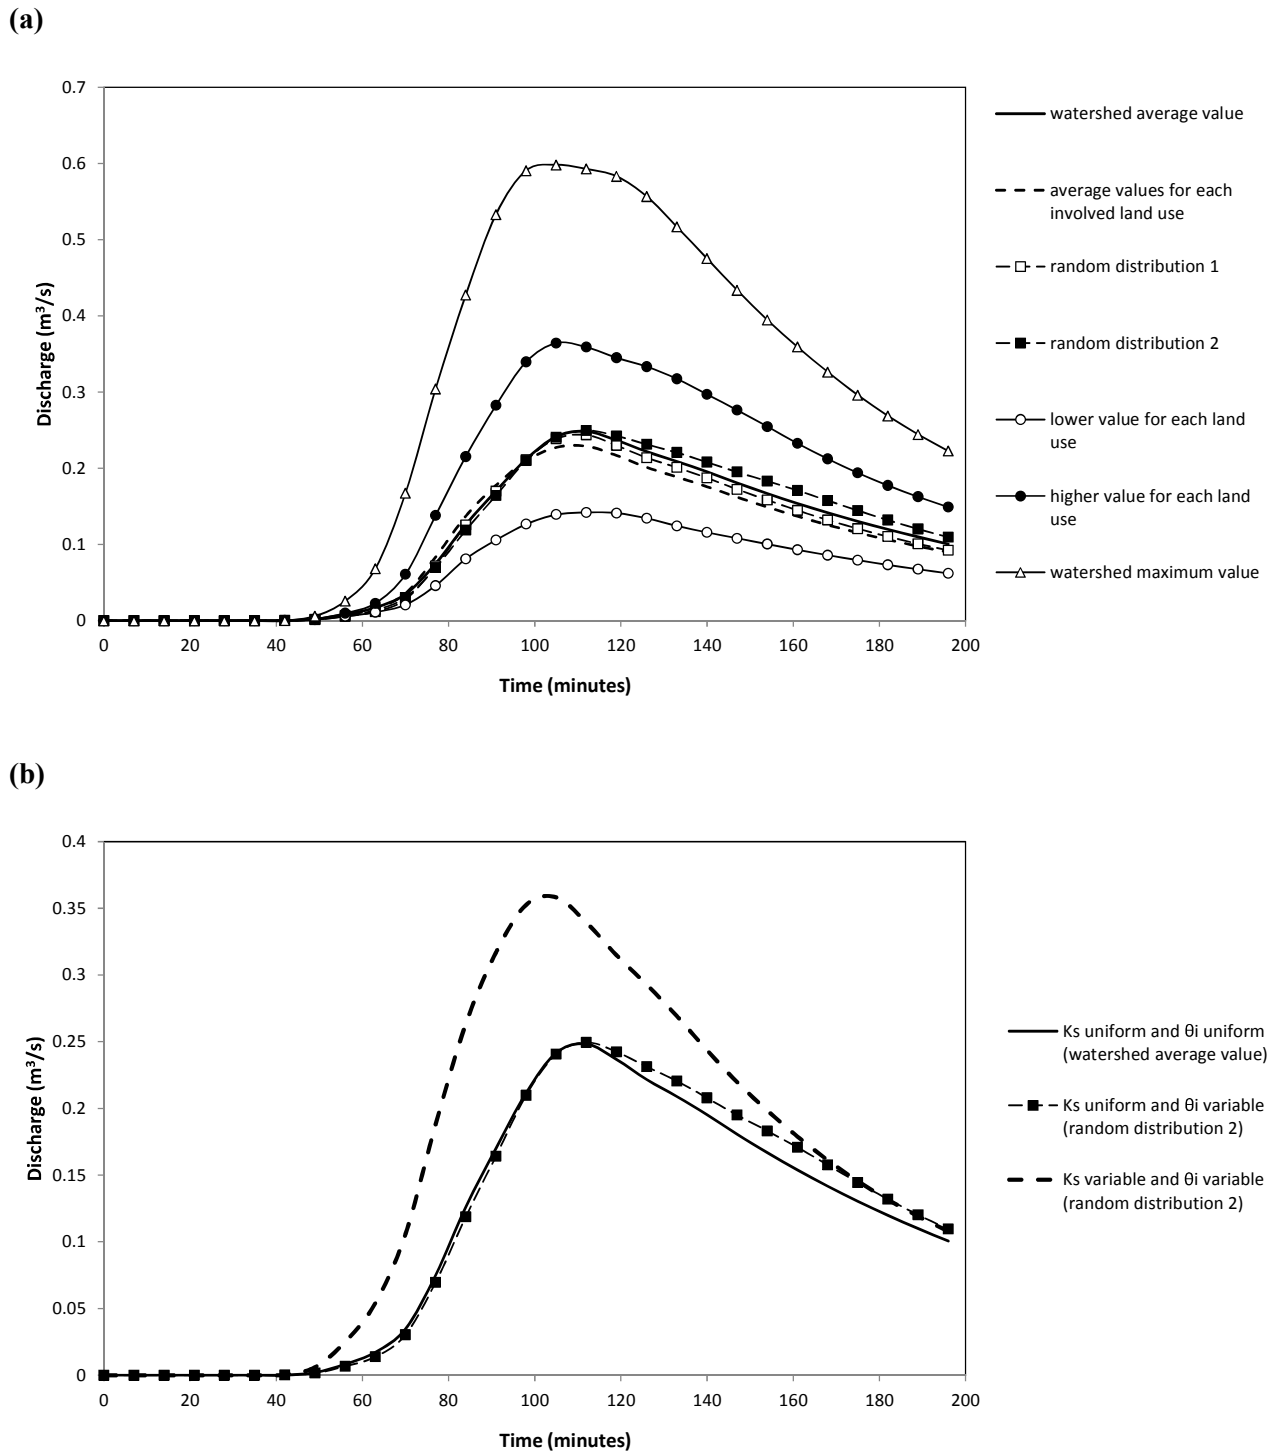 (a)
0.7
0.6
0.5
0.4
0.3
0.2
0.1
0
Discharge (m³/s)
0 20 40 60 80 100 120 140 160 180 200
Time (minutes)
watershed average value
average values for each
involved land use
random distribution 1
random distribution 2
lower value for each land
use
higher value for each land
use
watershed maximum value
(b)
0.4
0.35
0.3
0.25
0.2
0.15
0.1
0.05
0
Discharge (m³/s)
0 20 40 60 80 100 120 140 160 180 200
Time (minutes)
Ks uniform and θi uniform
(watershed average value)
Ks uniform and θi variable
(random distribution 2)
Ks variable and θi variable
(random distribution 2)